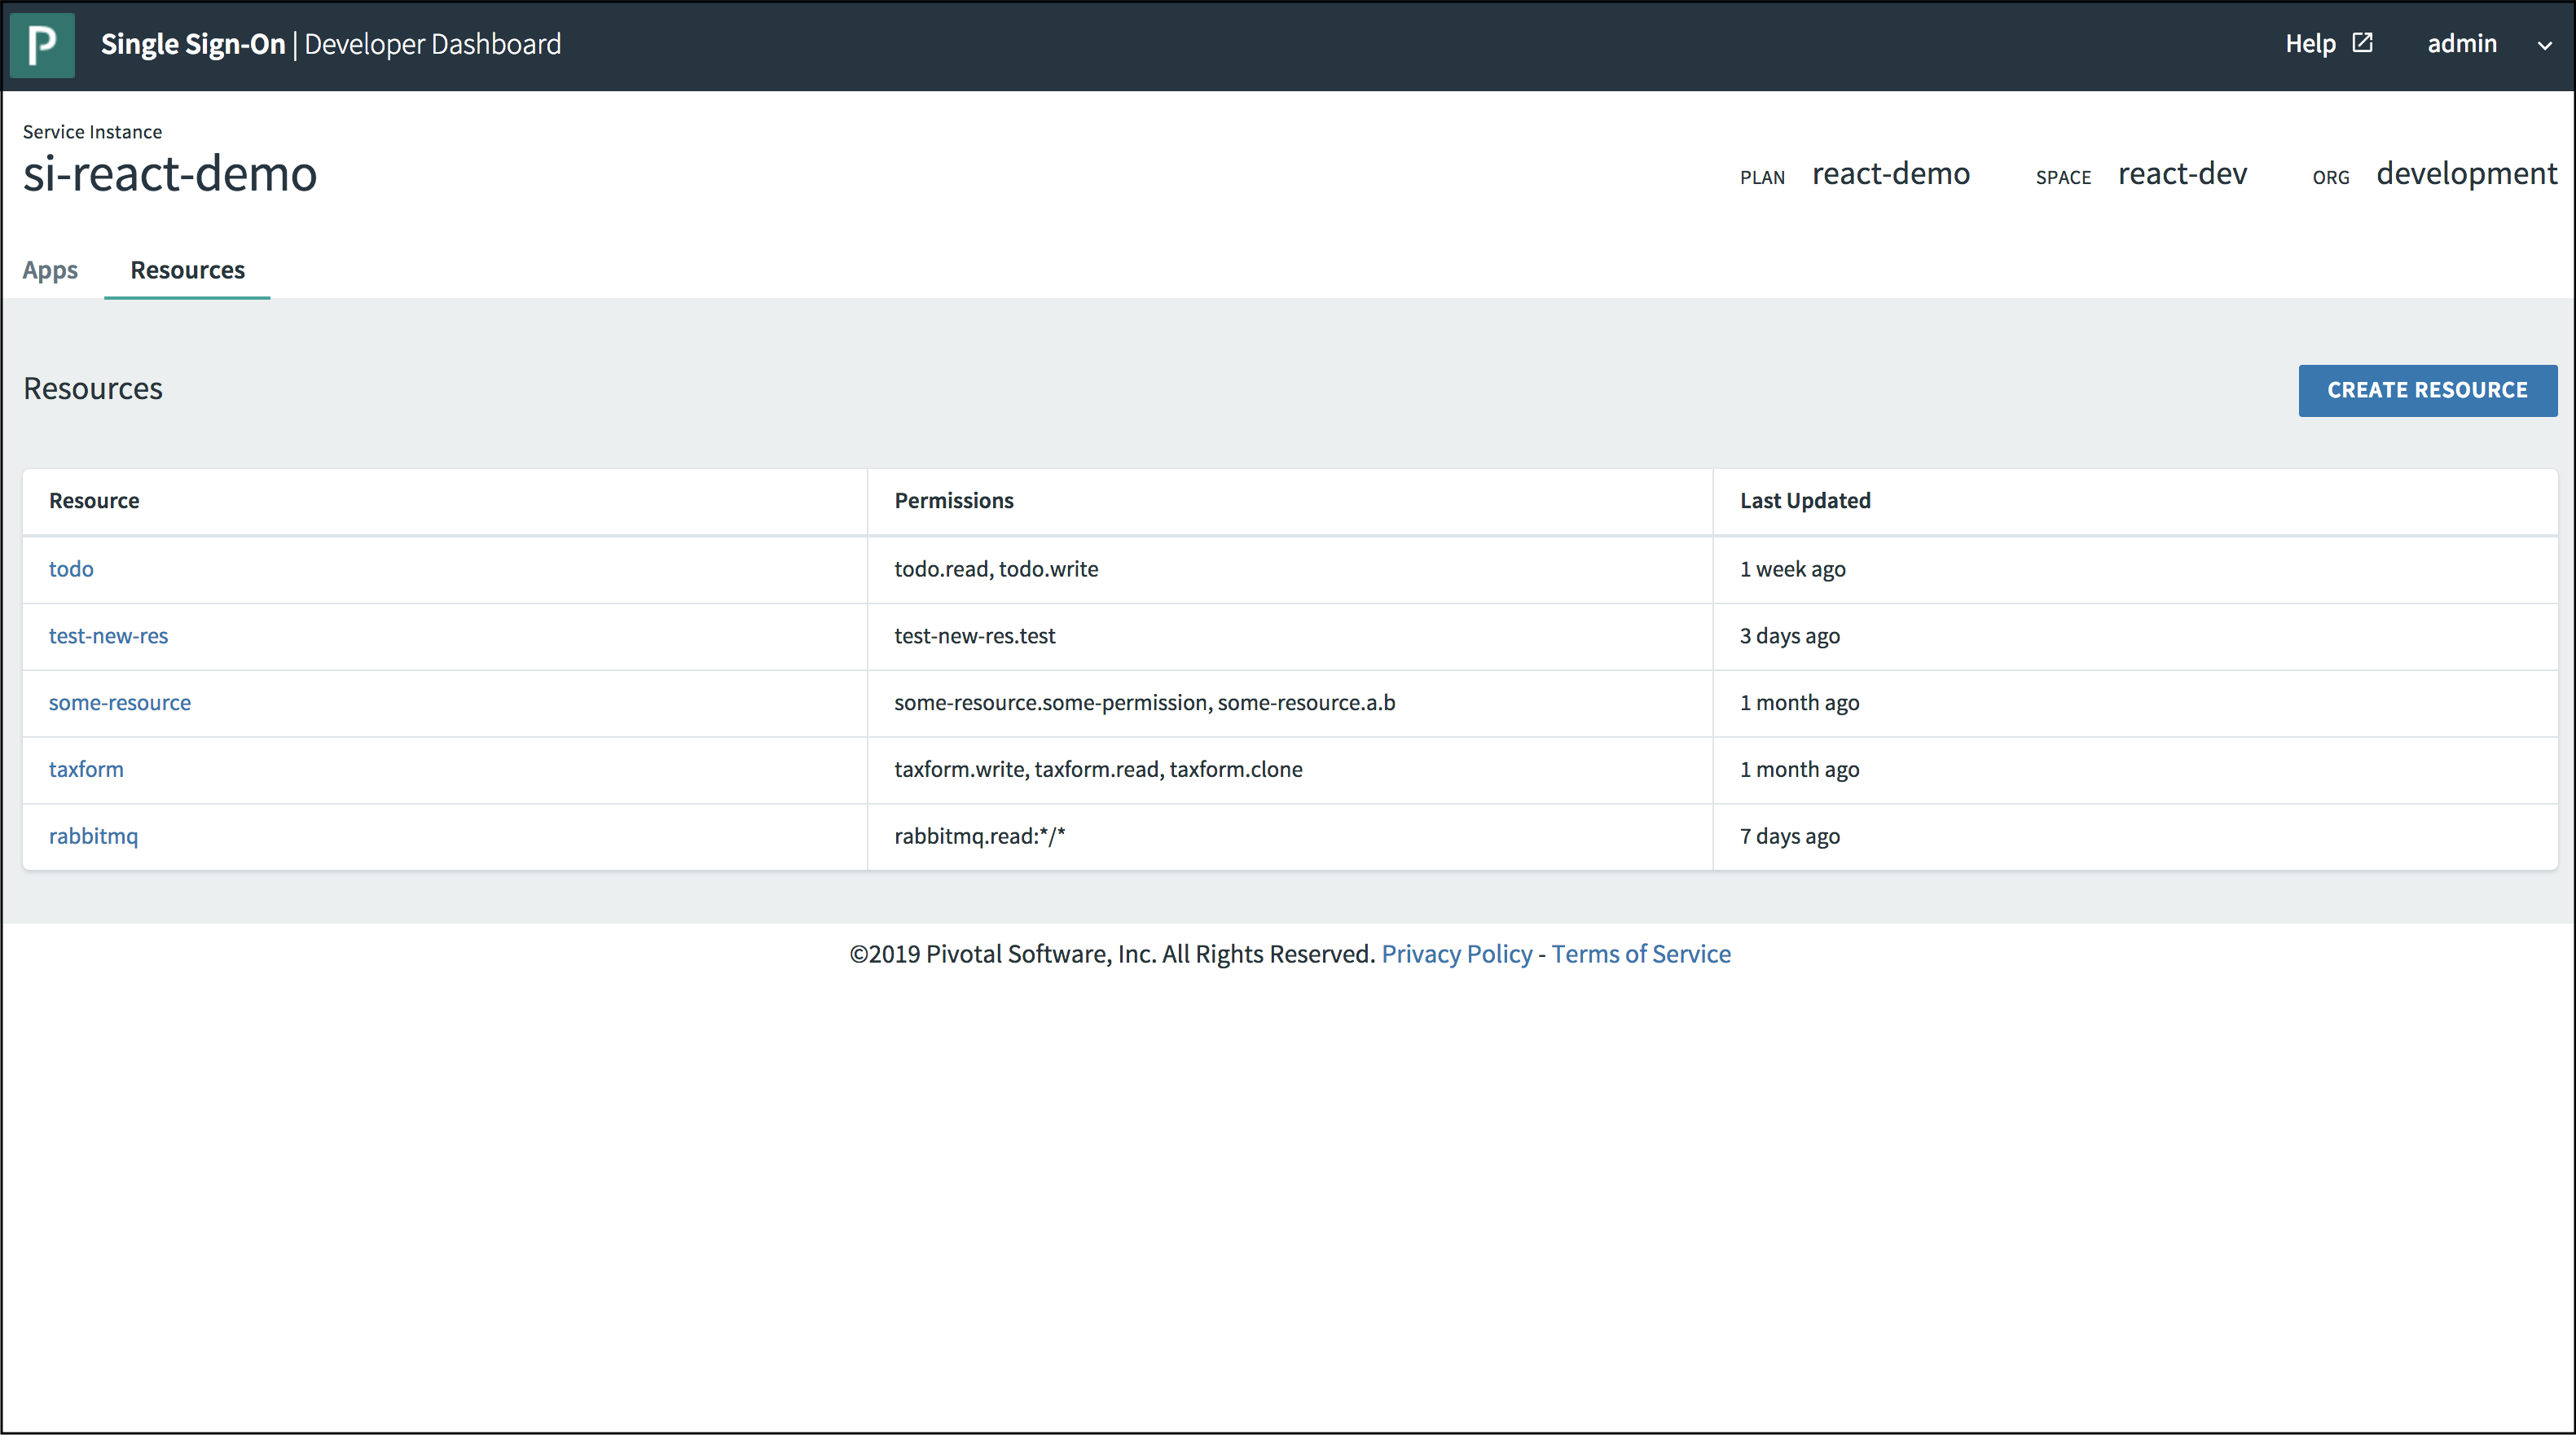 P
Single Sign-On | Developer Dashboard
Help
admin
Service Instance
si-react-demo
PLAN react-demo SPACE react-dev ORG development
Apps Resources
Resources
CREATE RESOURCE
Resource Permissions Last Updated
todo todo.read, todo.write 1 week ago
test-new-res test-new-res.test 3 days ago
some-resource some-resource.some-permission, some-resource.a.b 1 month ago
taxform taxform.write, taxform.read, taxform.clone 1 month ago
rabbitmq rabbitmq.read:*/* 7 days ago
©2019 Pivotal Software, Inc. All Rights Reserved. Privacy Policy - Terms of Service